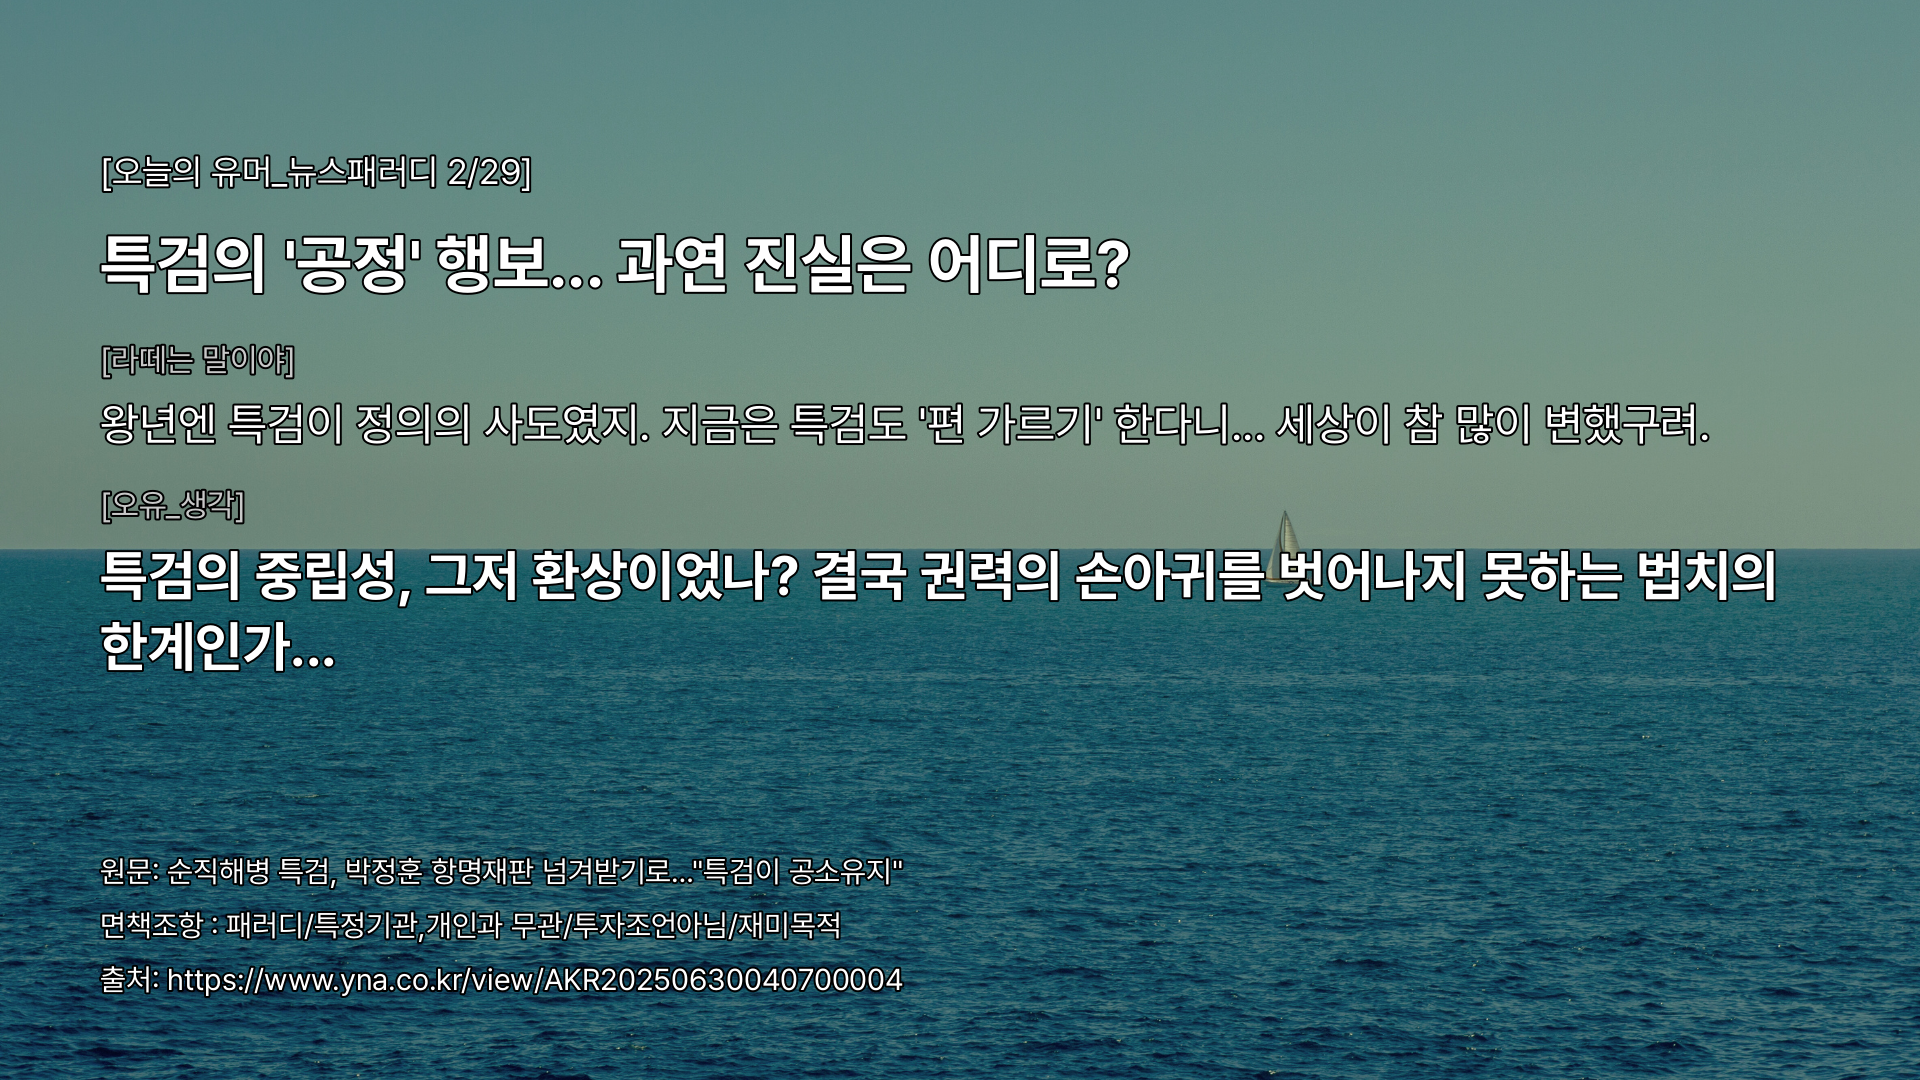 [오늘의 유머_뉴스패러디 2/29]
특검의 '공정' 행보... 과연 진실은 어디로?
[라떼는 말이야]
왕년엔 특검이 정의의 사도였지. 지금은 특검도 '편 가르기' 한다니... 세상이 참 많이 변했구려.
[오유_생각]
특검의 중립성, 그저 환상이었나? 결국 권력의 손아귀를 벗어나지 못하는 법치의
한계인가...
원문: 순직해병 특검, 박정훈 항명재판 넘겨받기로..."특검이 공소유지"
면책조항 : 패러디/특정기관,개인과 무관/투자조언아님/재미목적
출처: https://www.yna.co.kr/view/AKR20250630040700004